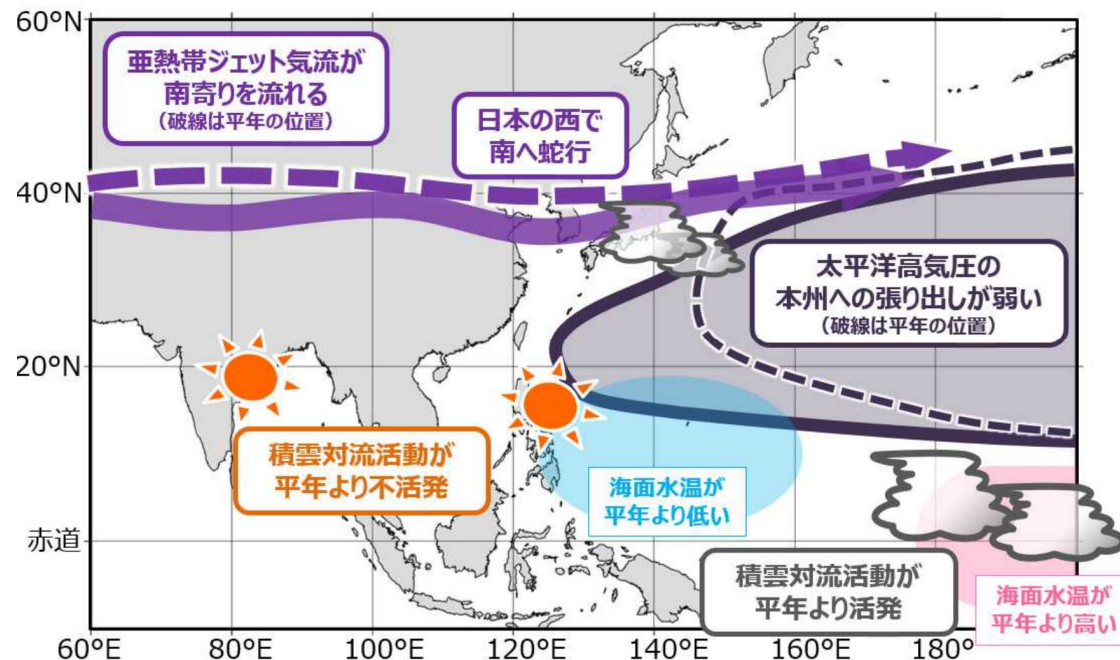 60°N
亜熱帯ジェット気流が
南寄りを流れる
(破線は平年の位置)
日本の西で
南へ蛇行
40°N
太平洋高気圧の
本州への張り出しが弱い
(破線は平年の位置)
20°N
積雲対流活動が
平年より不活発
海面水温が
平年より低い
赤道
積雲対流活動が
平年より活発
海面水温が
平年より高い
60°E
80°E
100°E
120°E
140°E
160°E
180°